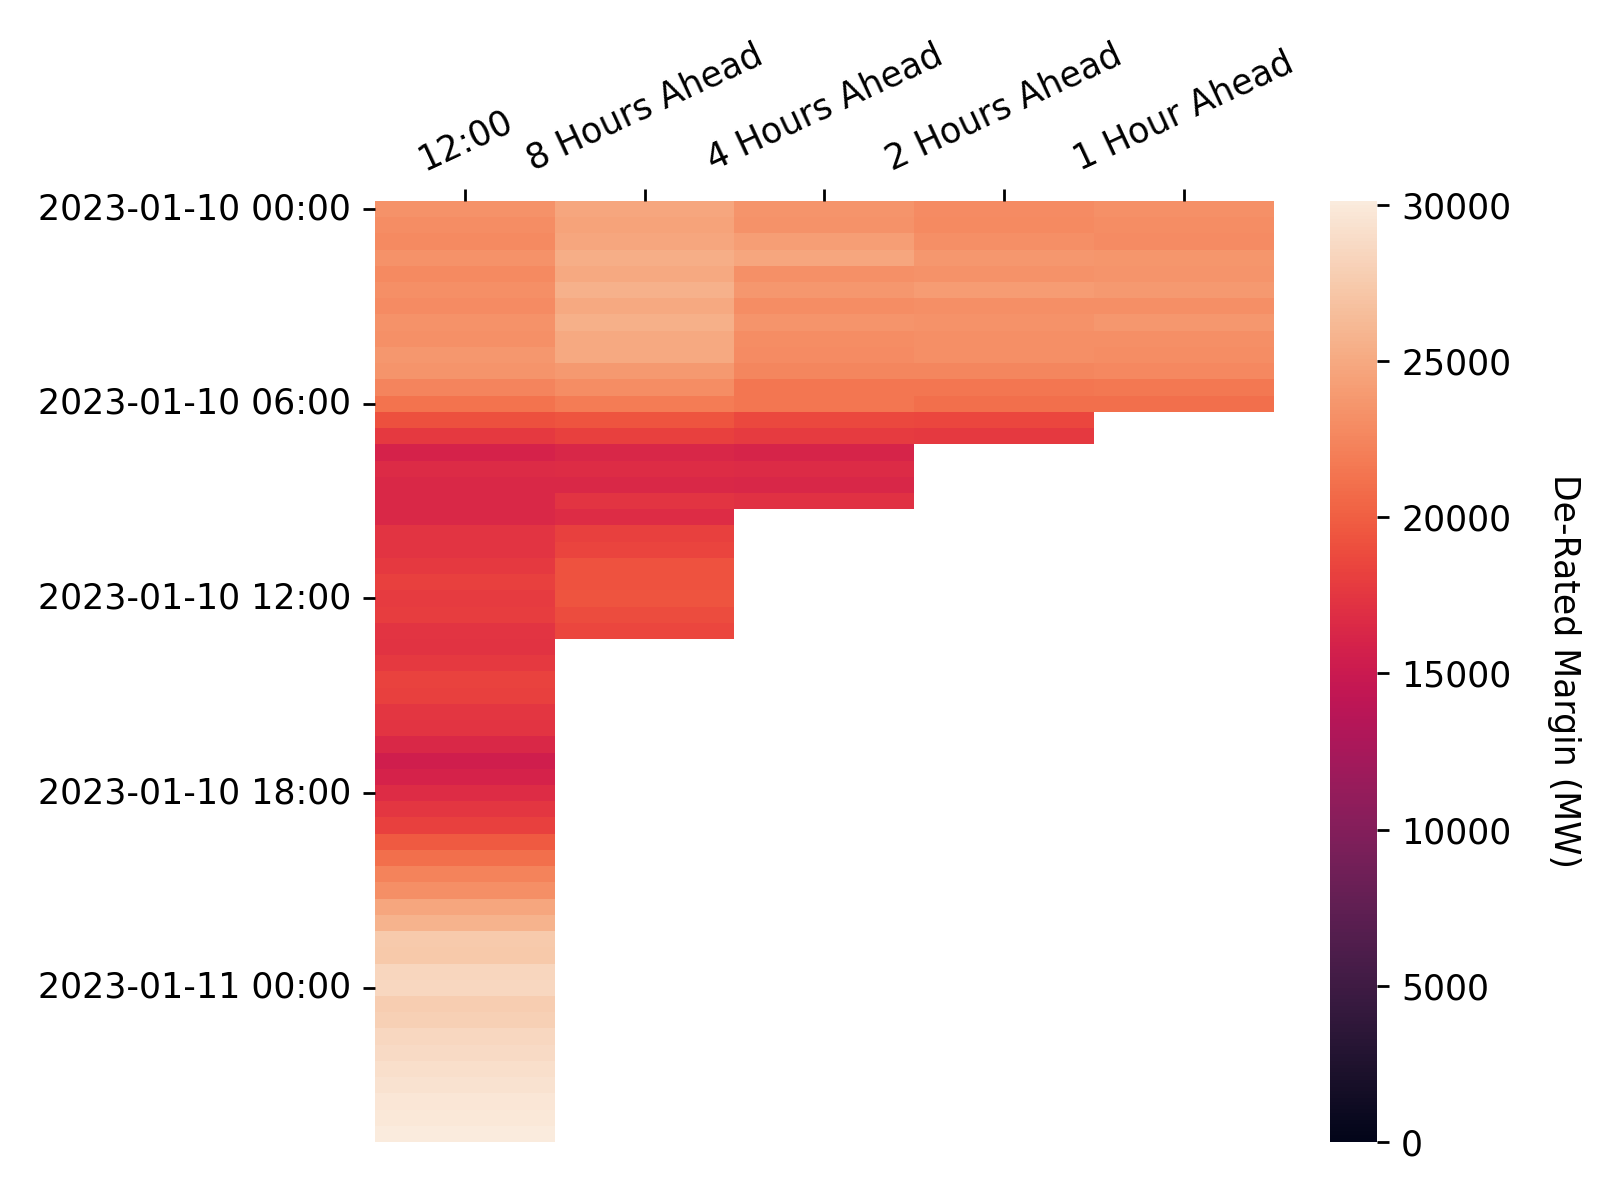 12:00
8 Hours Ahead
4 Hours Ahead
2 Hours Ahead
1 Hour Ahead
2023-01-10 00:00
2023-01-10 06:00
2023-01-10 12:00
2023-01-10 18:00
2023-01-11 00:00
30000
25000
20000
15000
10000
5000
0
De-Rated Margin (MW)